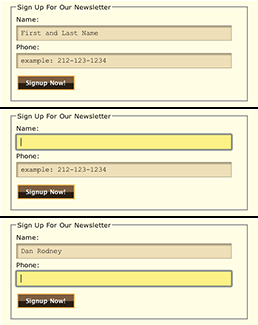 Sign Up For Our Newsletter
Name:
First and Last Name
Phone:
example: 212-123-1234
Signup Now!
Sign Up For Our Newsletter
Name:
Phone:
example: 212-123-1234
Signup Now!
Sign Up For Our Newsletter
Name:
Dan Rodney
Phone:
Signup Now!